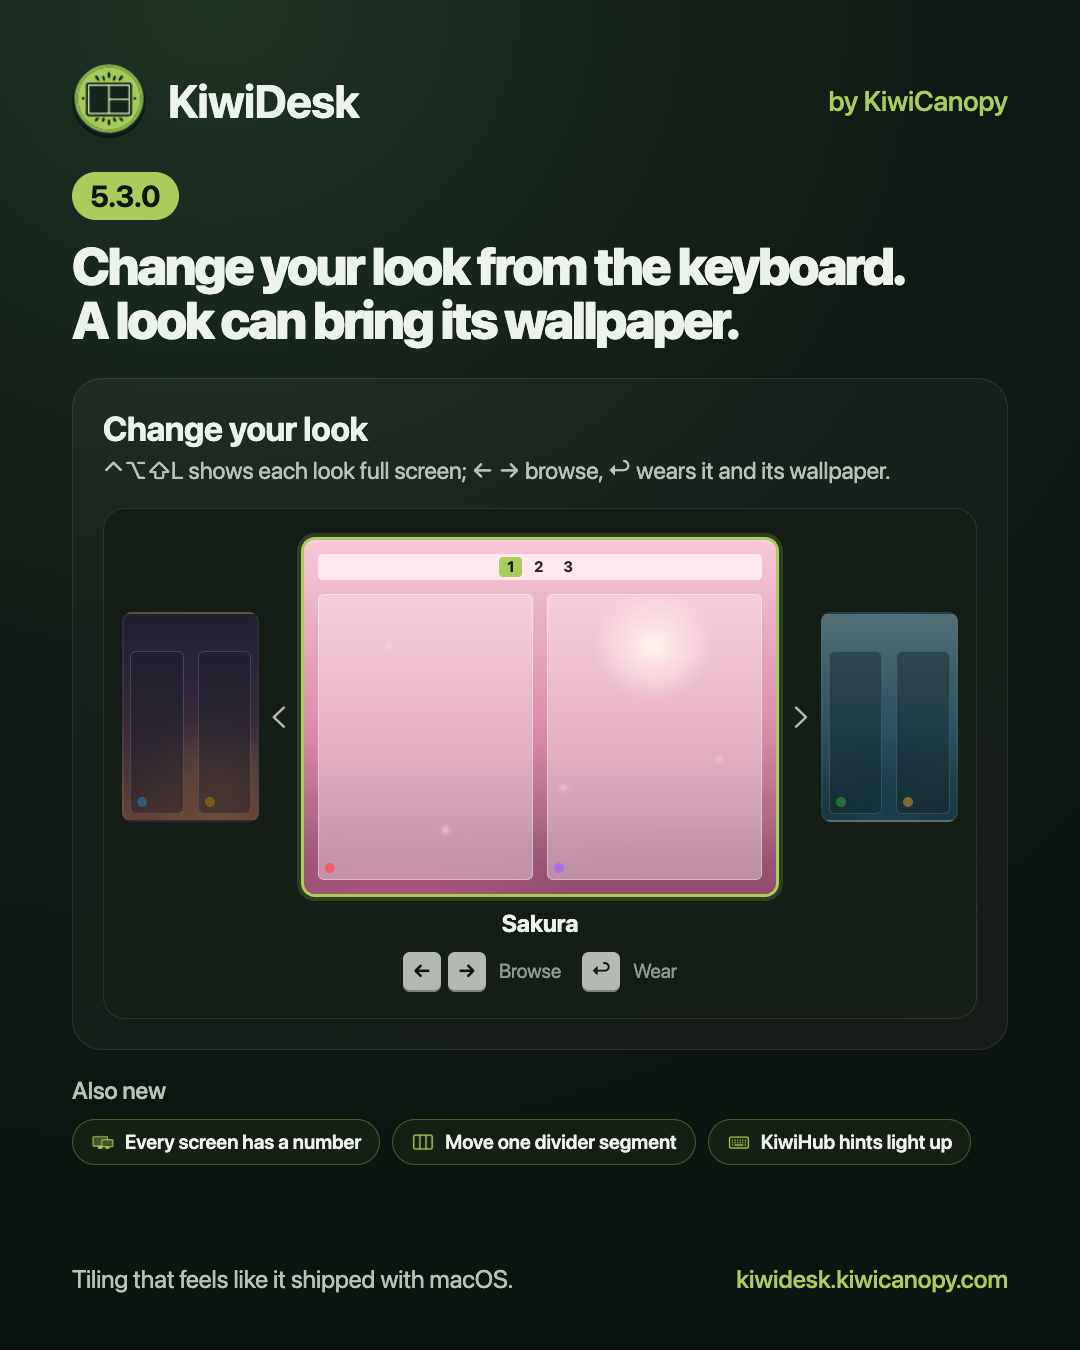 KiwiDesk
by KiwiCanopy
5.3.0
Change your look from the keyboard.
A look can bring its wallpaper.
Change your look
⌃⌥⇧L shows each look full screen; ← → browse, ↩ wears it and its wallpaper.
1 2 3
Sakura
← → Browse ↩ Wear
Also new
Every screen has a number
Move one divider segment
KiwiHub hints light up
Tiling that feels like it shipped with macOS.
kiwidesk.kiwicanopy.com